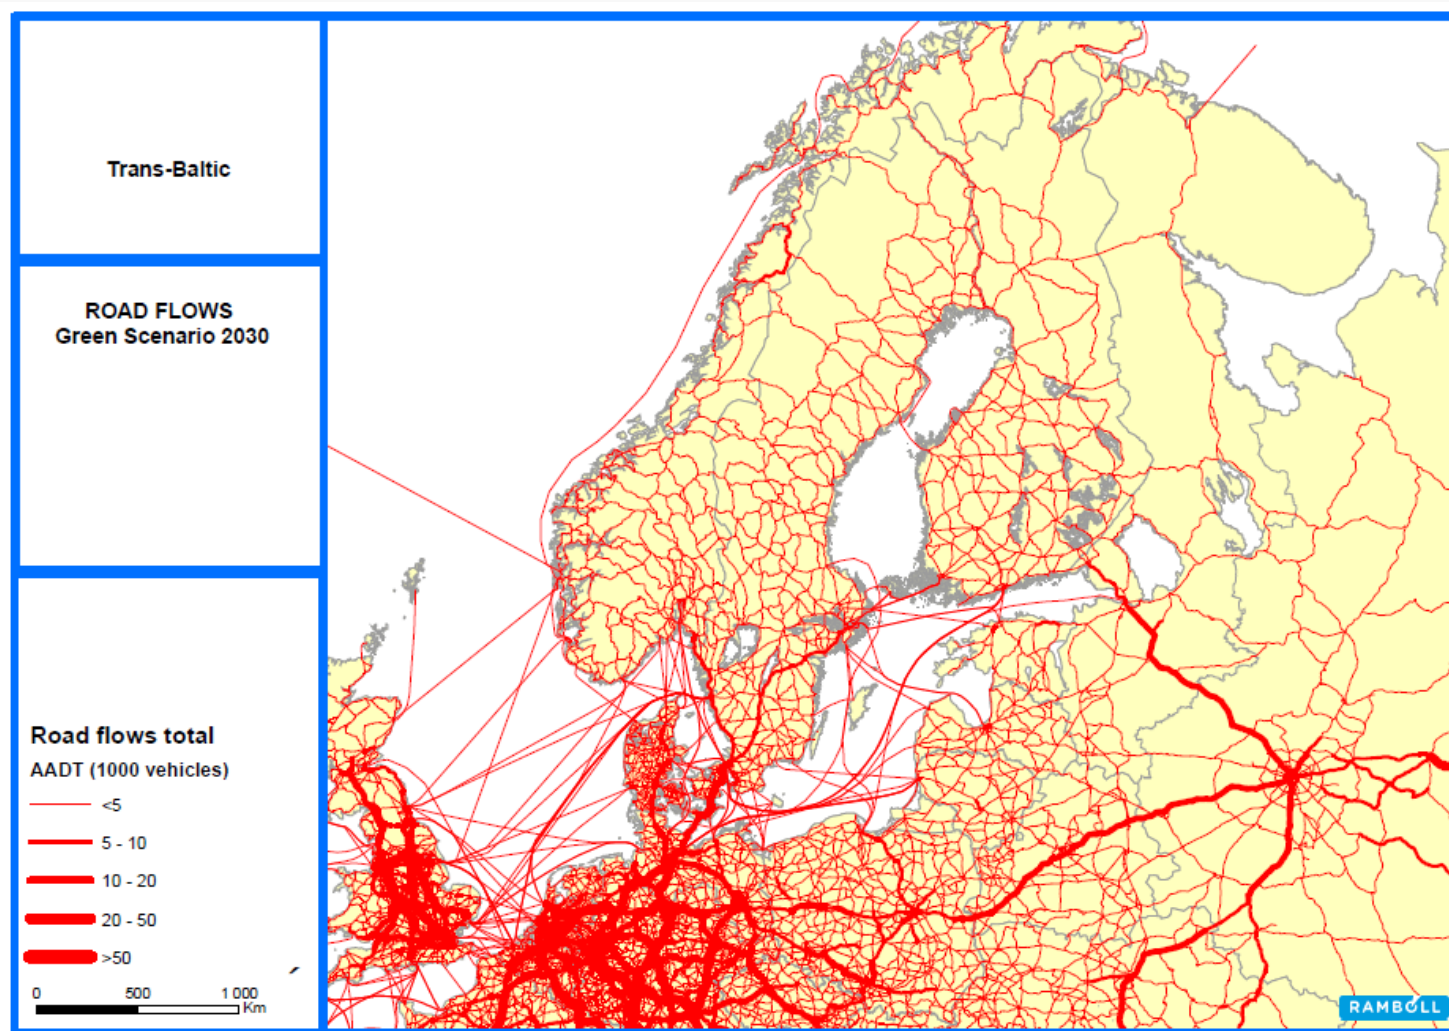 Trans-Baltic
ROAD FLOWS
Green Scenario 2030
Road flows total
AADT (1000 vehicles)
<5
5 - 10
10 - 20
20 - 50
>50
0 500 1 000
Km
RAMBOLL